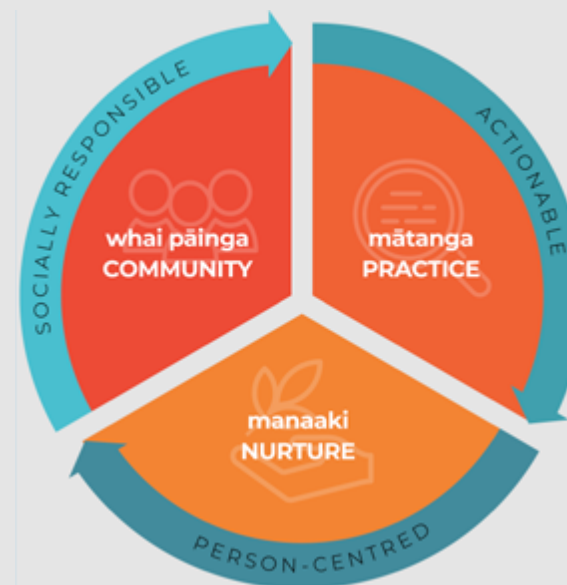 SOCIALLY RESPONSIBLE
ACTIONABLE
whai pāinga
COMMUNITY
mātanga
PRACTICE
manaaki
NURTURE
PERSON-CENTRED